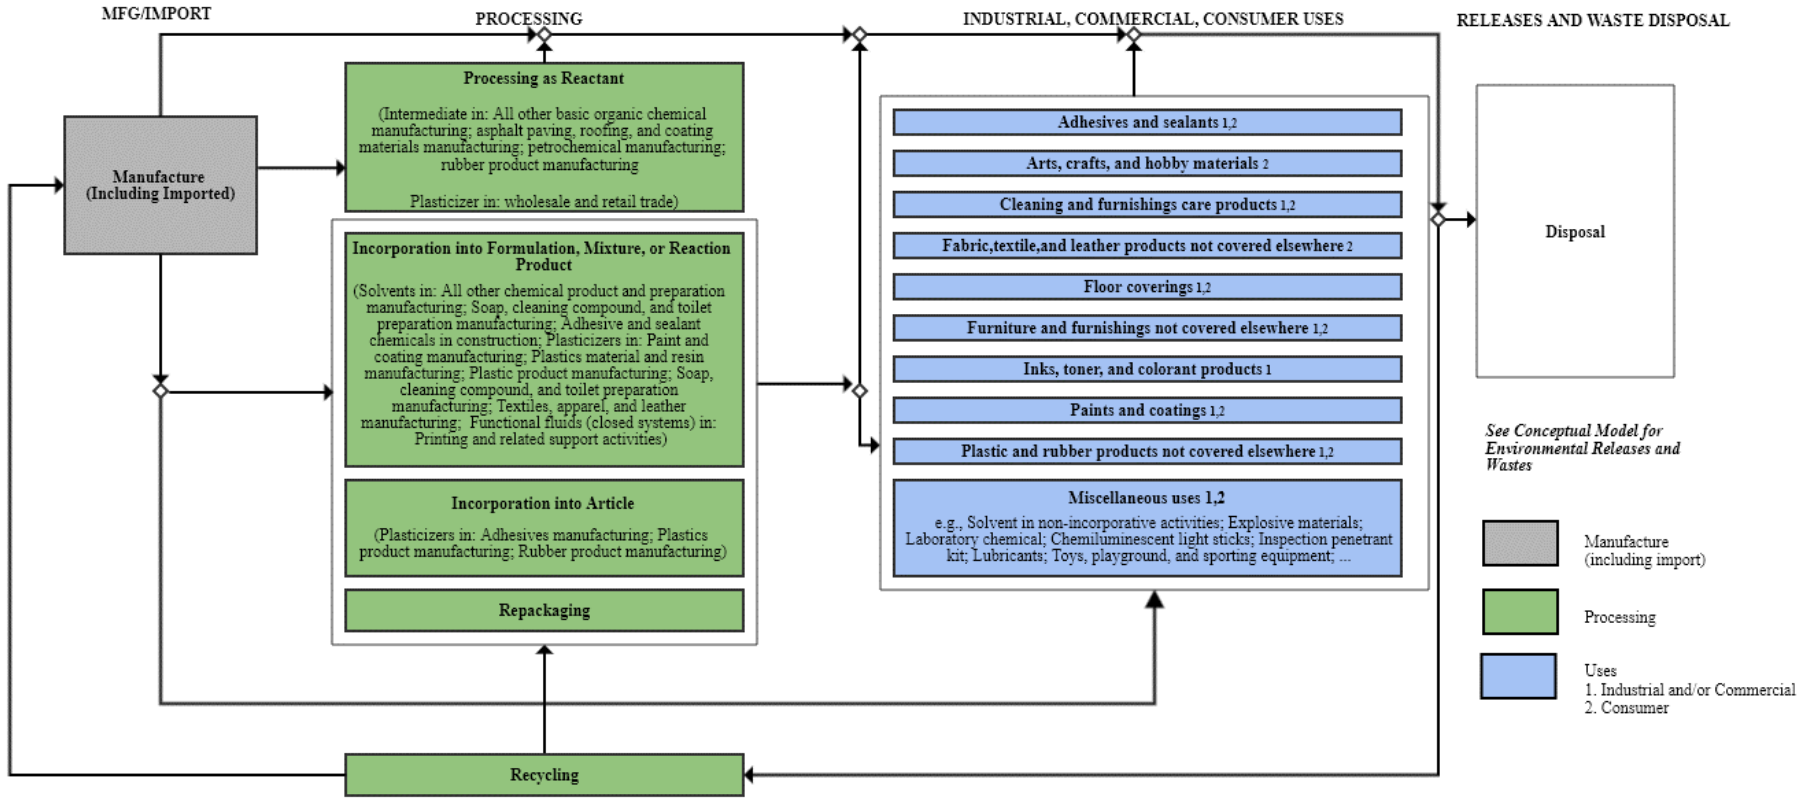 MFG/IMPORT
PROCESSING
INDUSTRIAL, COMMERCIAL, CONSUMER USES
RELEASES AND WASTE DISPOSAL
Manufacture
(Including Imported)
Processing as Reactant
(Intermediate in: All other basic organic chemical
manufacturing; asphalt paving, roofing, and coating
materials manufacturing; petrochemical manufacturing;
rubber product manufacturing
Plasticizer in: wholesale and retail trade)
Incorporation into Formulation, Mixture, or Reaction
Product
(Solvents in: All other chemical product and preparation
manufacturing; Soap, cleaning compound, and toilet
preparation manufacturing; Adhesive and sealant
chemicals in construction; Plasticizers in: Paint and
coating manufacturing; Plastics material and resin
manufacturing; Plastic product manufacturing; Soap,
cleaning compound, and toilet preparation
manufacturing; Textiles, apparel, and leather
manufacturing; Functional fluids (closed systems) in:
Printing and related support activities)
Incorporation into Article
(Plasticizers in: Adhesives manufacturing; Plastics
product manufacturing; Rubber product manufacturing)
Repackaging
Recycling
Adhesives and sealants 1,2
Arts, crafts, and hobby materials 2
Cleaning and furnishings care products 1,2
Fabric,textile,and leather products not covered elsewhere 2
Floor coverings 1,2
Furniture and furnishings not covered elsewhere 1,2
Inks, toner, and colorant products 1
Paints and coatings 1,2
Plastic and rubber products not covered elsewhere 1,2
Miscellaneous uses 1,2
e.g., Solvent in non-incorporative activities; Explosive materials;
Laboratory chemical; Chemiluminescent light sticks; Inspection penetrant
kit; Lubricants; Toys, playground, and sporting equipment; ...
Disposal
See Conceptual Model for
Environmental Releases and
Wastes
Manufacture
(including import)
Processing
Uses
1. Industrial and/or Commercial
2. Consumer